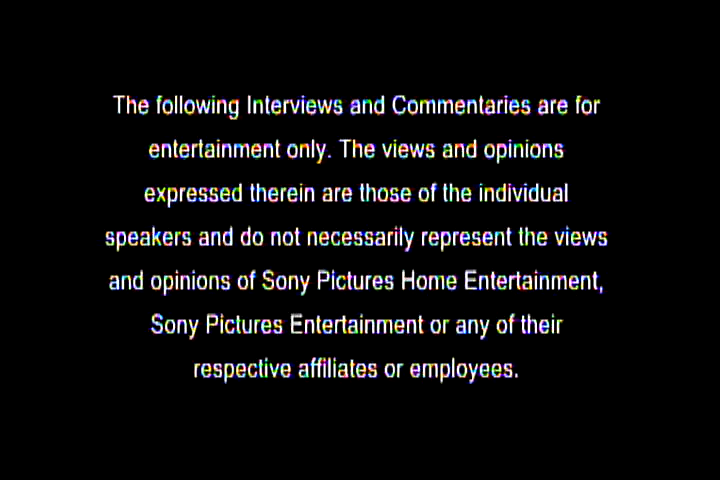 The following Interviews and Commentaries are for
entertainment only. The views and opinions
expressed therein are those of the individual
speakers and do not necessarily represent the views
and opinions of Sony Pictures Home Entertainment,
Sony Pictures Entertainment or any of their
respective affiliates or employees.